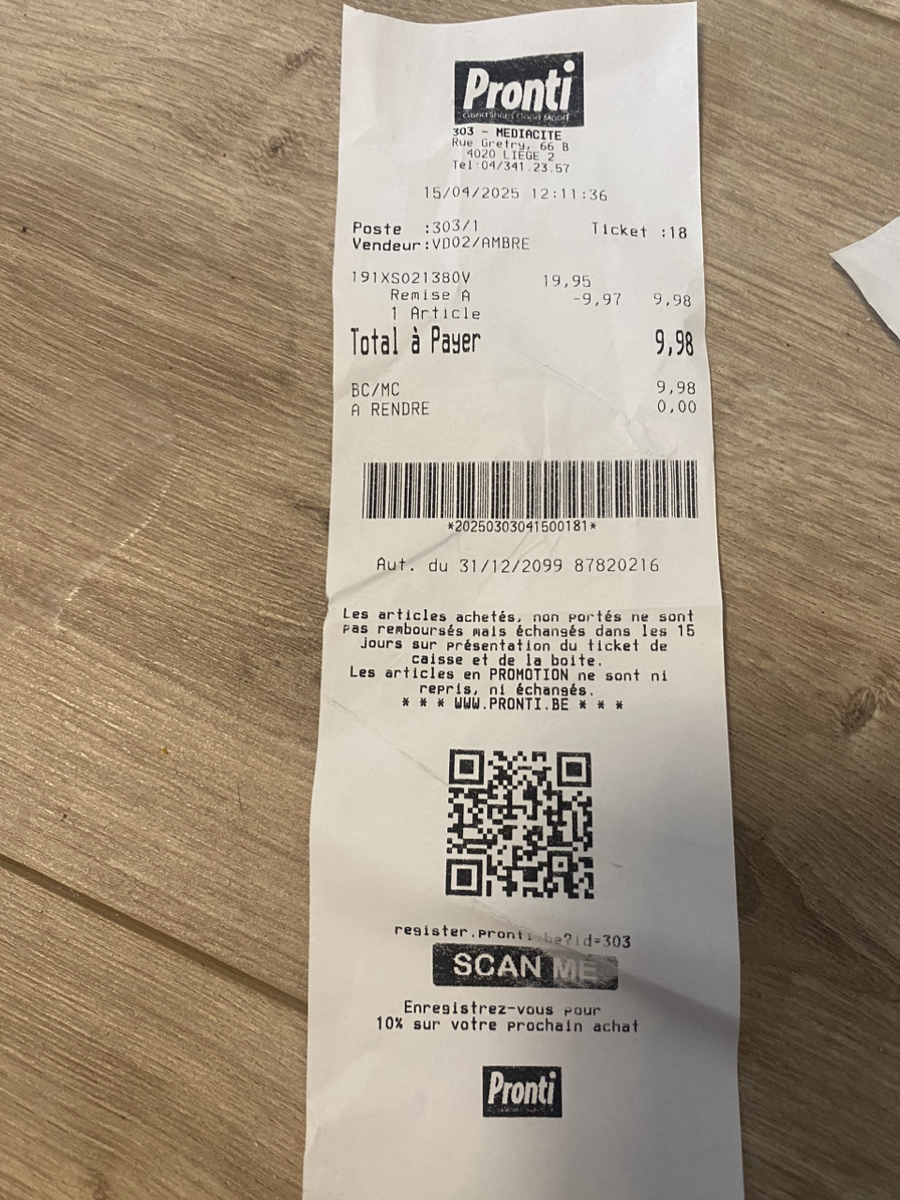 Pronti
303 - MEDIACITE
Rue Gretry, 66 B
4020 LIEGE 2
Tel:04/341.23.57
15/04/2025 12:11:36
Poste :303/1 Ticket :18
Vendeur:VD02/AMBRE
191XS021380V 19,95
Remise A -9,97 9,98
1 Article
Total à Payer 9,98
BC/MC 9,98
A RENDRE 0,00
*20250303041500181*
Aut. du 31/12/2099 87820216
Les articles achetés, non portés ne sont
pas remboursés mais échangés dans les 15
jours sur présentation du ticket de
caisse et de la boite.
Les articles en PROMOTION ne sont ni
repris, ni échangés.
* * * WWW.PRONTI.BE * * *
register.pronti.be?id=303
SCAN ME
Enregistrez-vous pour
10% sur votre prochain achat
Pronti